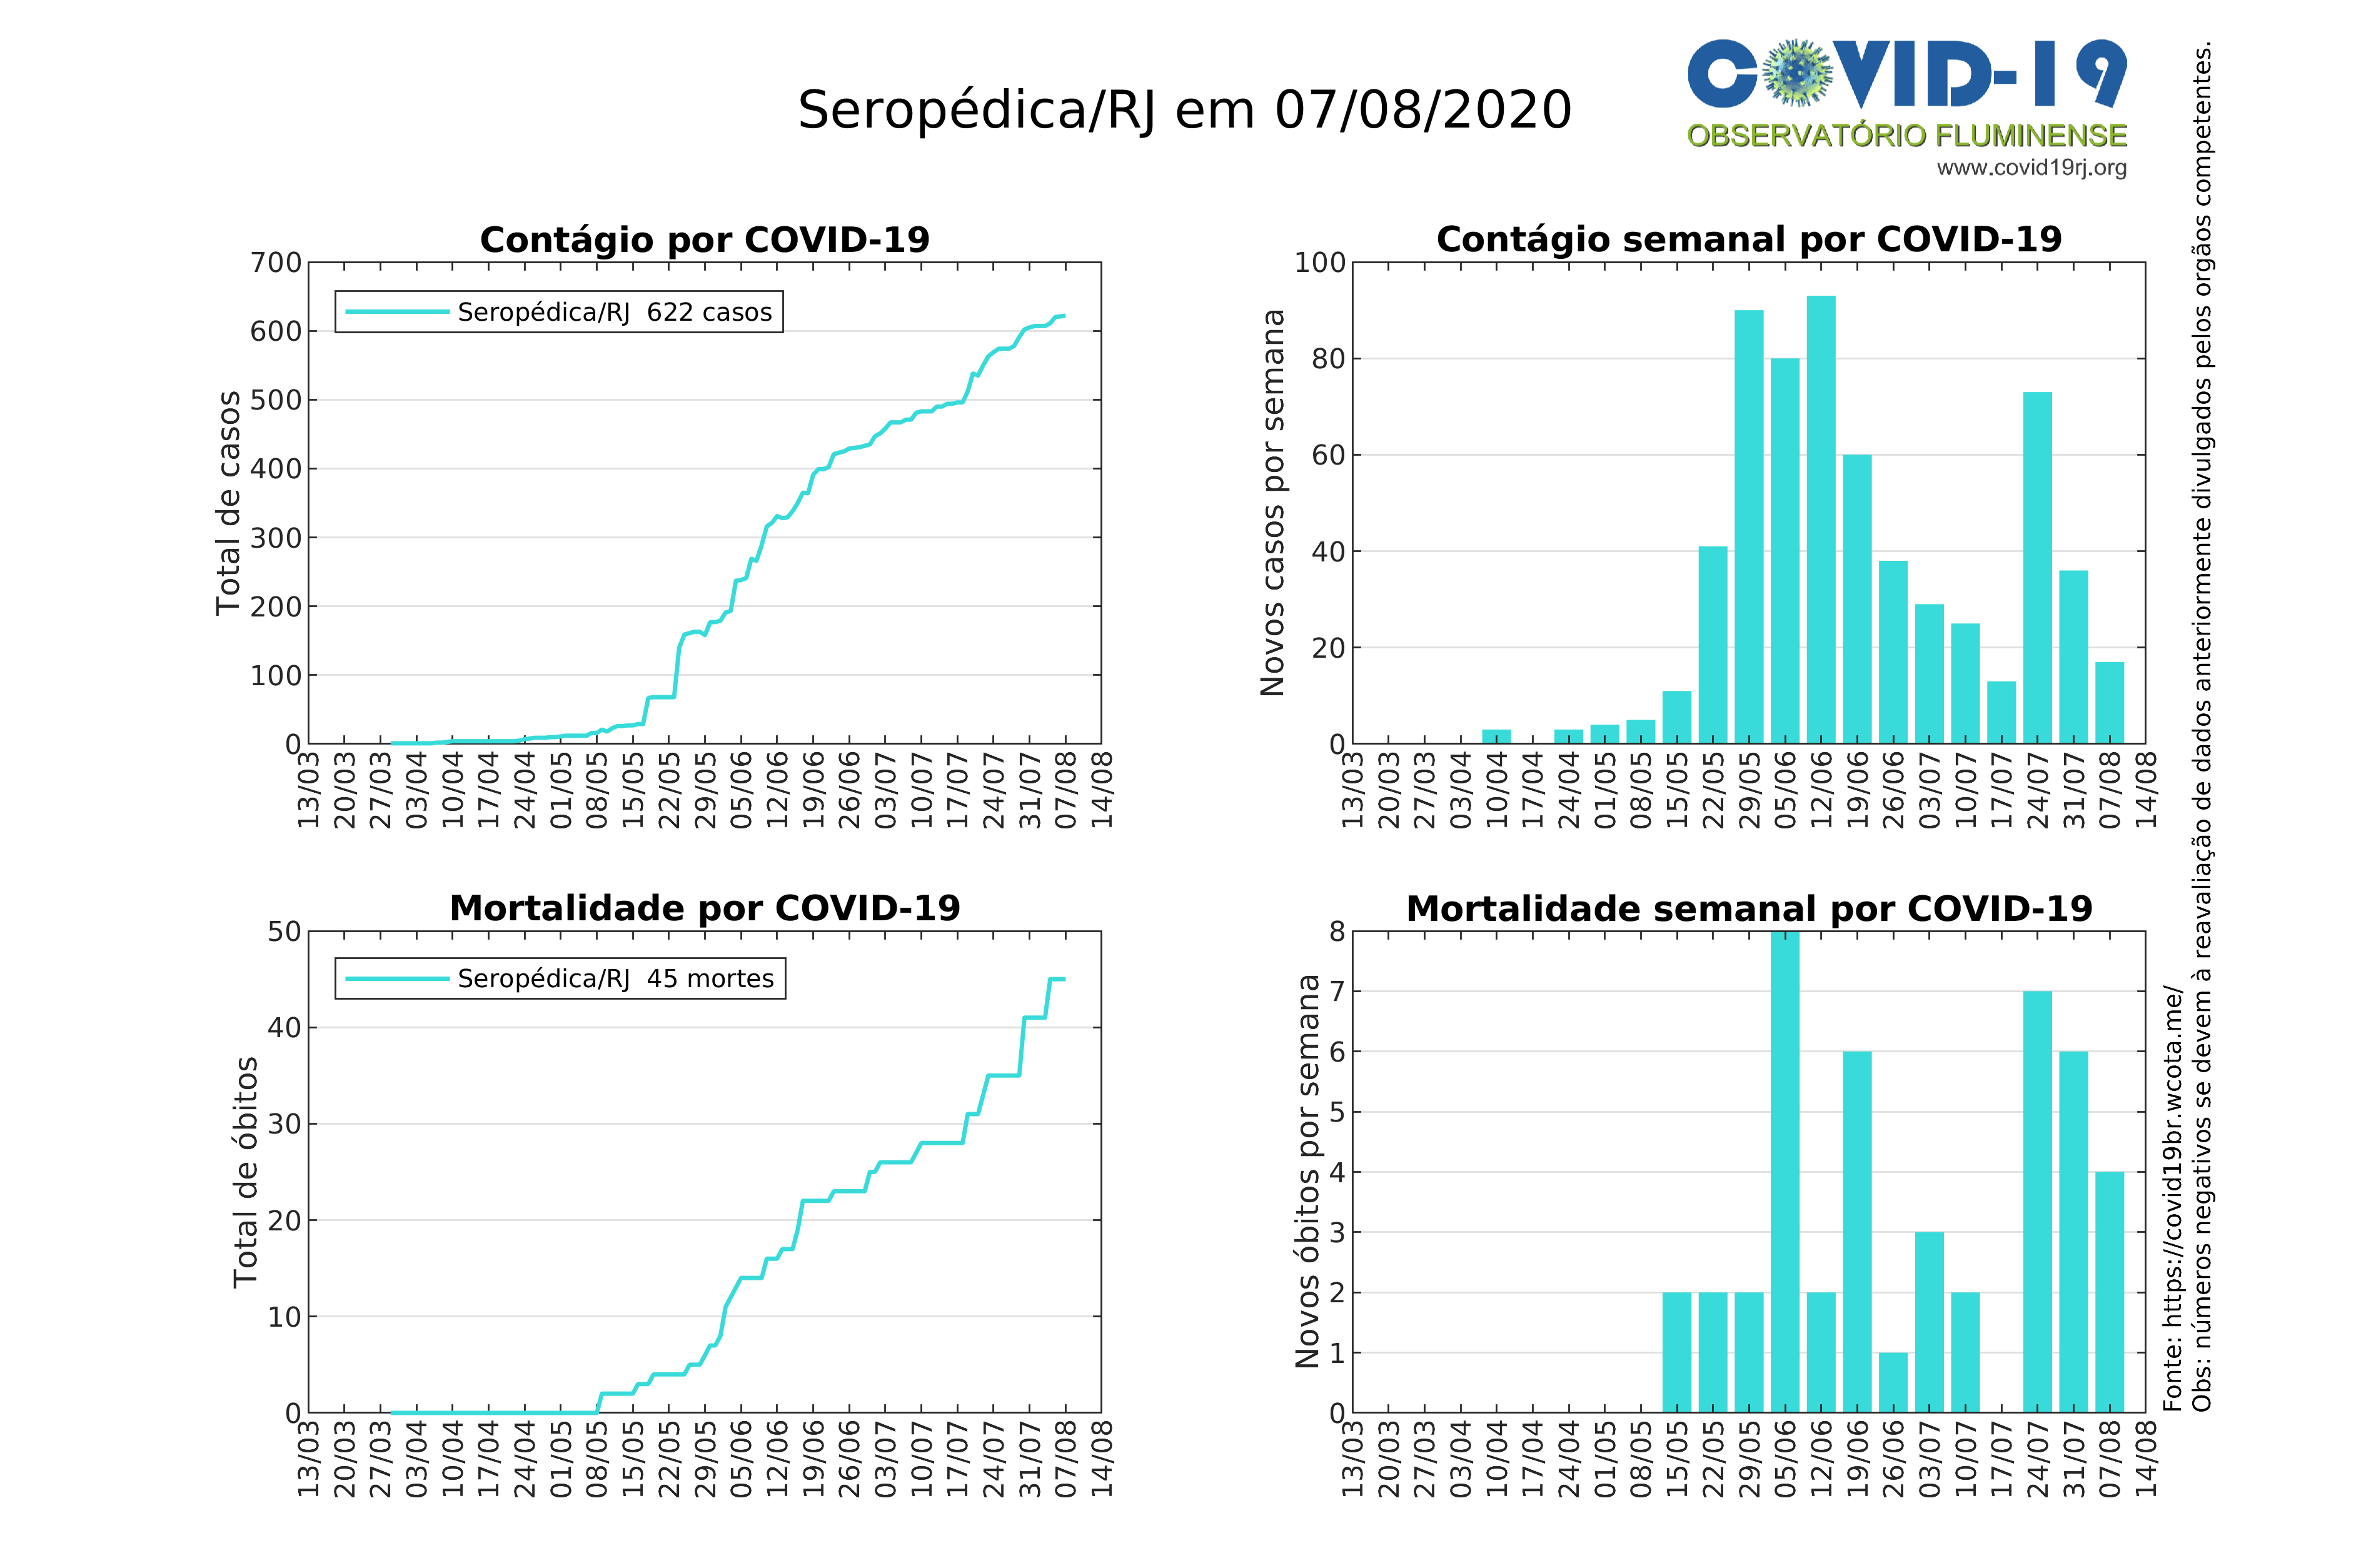 Seropédica/RJ em 07/08/2020
COVID-19
OBSERVATÓRIO FLUMINENSE
www.covid19rj.org
Contágio por COVID-19
Total de casos
700
600
500
400
300
200
100
0
Seropédica/RJ 622 casos
13/03 20/03 27/03 03/04 10/04 17/04 24/04 01/05 08/05 15/05 22/05 29/05 05/06 12/06 19/06 26/06 03/07 10/07 17/07 24/07 31/07 07/08 14/08
Contágio semanal por COVID-19
Novos casos por semana
100
80
60
40
20
0
13/03 20/03 27/03 03/04 10/04 17/04 24/04 01/05 08/05 15/05 22/05 29/05 05/06 12/06 19/06 26/06 03/07 10/07 17/07 24/07 31/07 07/08 14/08
Mortalidade por COVID-19
Total de óbitos
50
40
30
20
10
0
Seropédica/RJ 45 mortes
13/03 20/03 27/03 03/04 10/04 17/04 24/04 01/05 08/05 15/05 22/05 29/05 05/06 12/06 19/06 26/06 03/07 10/07 17/07 24/07 31/07 07/08 14/08
Mortalidade semanal por COVID-19
Novos óbitos por semana
8
7
6
5
4
3
2
1
0
13/03 20/03 27/03 03/04 10/04 17/04 24/04 01/05 08/05 15/05 22/05 29/05 05/06 12/06 19/06 26/06 03/07 10/07 17/07 24/07 31/07 07/08 14/08
Fonte: https://covid19br.wcota.me/
Obs: números negativos se devem à reavaliação de dados anteriormente divulgados pelos orgãos competentes.